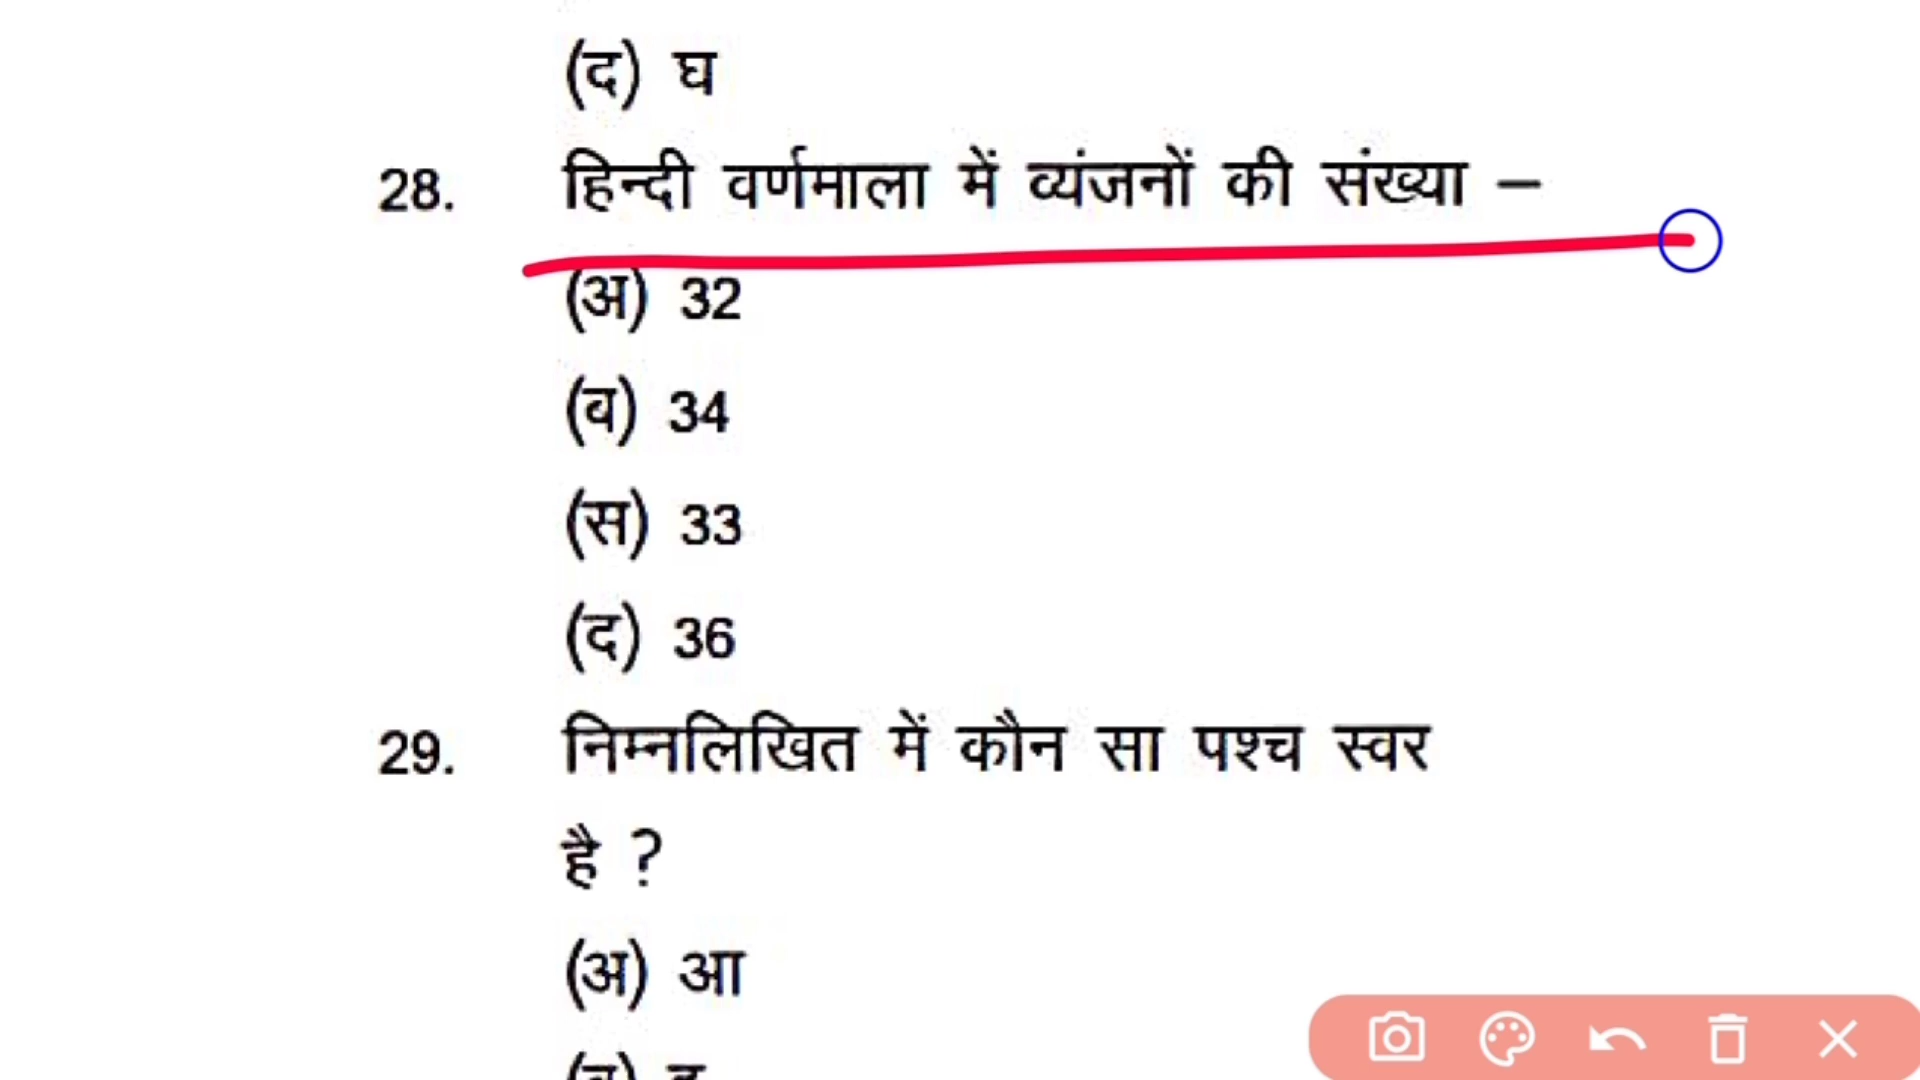 (द) घ
28. हिन्दी वर्णमाला में व्यंजनों की संख्या –
(अ) 32
(व) 34
(स) 33
(द) 36
29. निम्नलिखित में कौन सा पश्च स्वर
है ?
(अ) आ